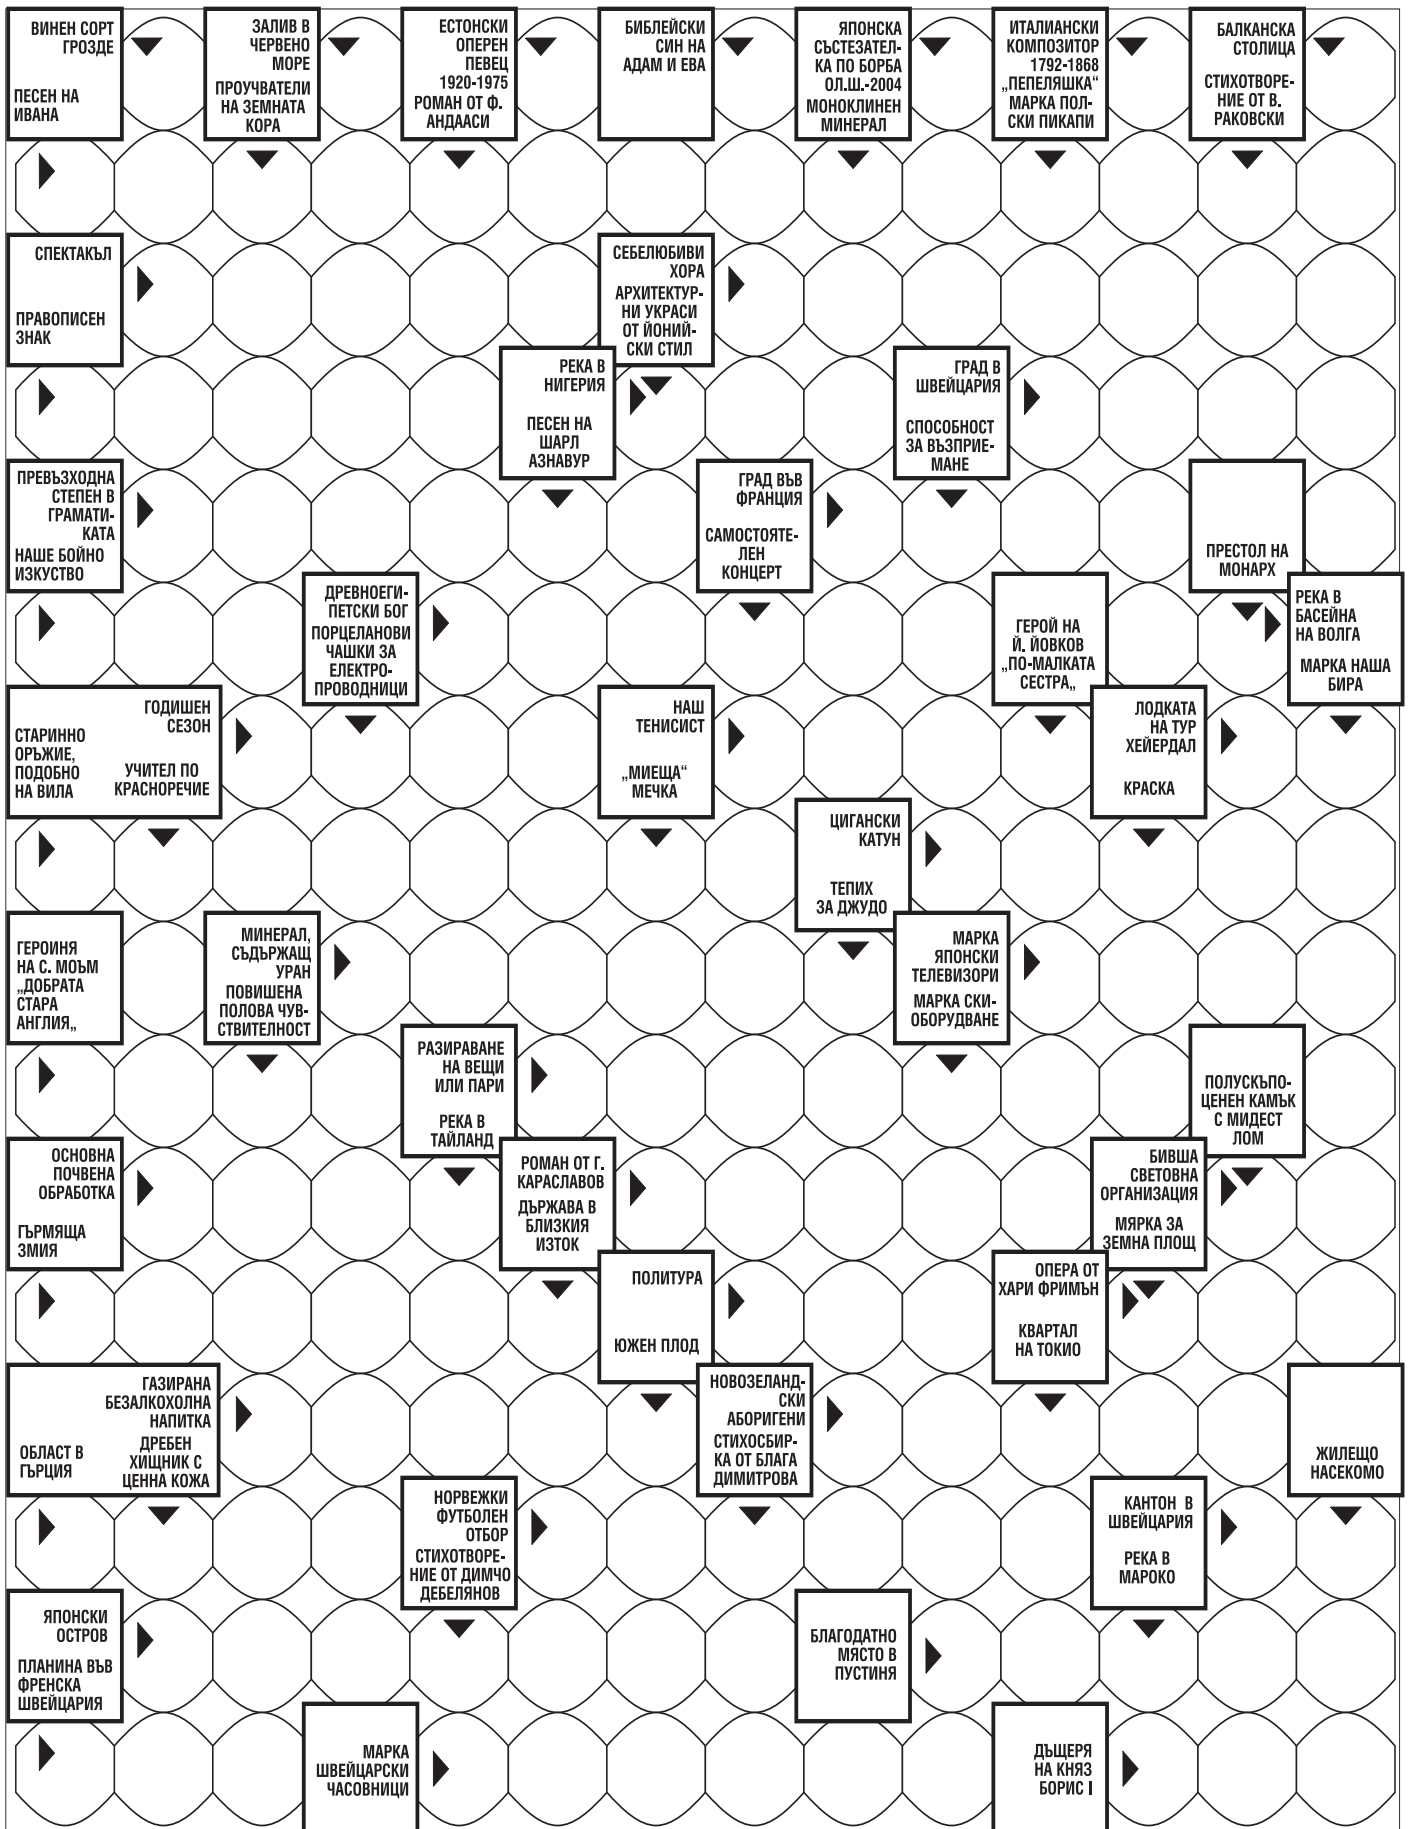 ВИНЕН СОРТ
ГРОЗДЕ
ПЕСЕН НА
ИВАНА
ЗАЛИВ В
ЧЕРВЕНО
МОРЕ
ПРОУЧВАТЕЛИ
НА ЗЕМНАТА
КОРА
ЕСТОНСКИ
ОПЕРЕН
ПЕВЕЦ
1920-1975
РОМАН ОТ Ф.
АНДААСИ
БИБЛЕЙСКИ
СИН НА
АДАМ И ЕВА
ЯПОНСКА
СЪСТЕЗАТЕЛ-
КА ПО БОРБА
ОЛ.Ш.-2004
МОНОКЛИНЕН
МИНЕРАЛ
ИТАЛИАНСКИ
КОМПОЗИТОР
1792-1868
„ПЕПЕЛЯШКА“
МАРКА ПОЛ-
СКИ ПИКАПИ
БАЛКАНСКА
СТОЛИЦА
СТИХОТВОРЕ-
НИЕ ОТ В.
РАКОВСКИ
СПЕКТАКЪЛ
ПРАВОПИСЕН
ЗНАК
СЕБЕЛЮБИВИ
ХОРА
АРХИТЕКТУР-
НИ УКРАСИ
ОТ ЙОНИЙ-
СКИ СТИЛ
РЕКА В
НИГЕРИЯ
ПЕСЕН НА
ШАРЛ
АЗНАВУР
ГРАД В
ШВЕЙЦАРИЯ
СПОСОБНОСТ
ЗА ВЪЗПРИЕ-
МАНЕ
ПРЕВЪЗХОДНА
СТЕПЕН В
ГРАМАТИ-
КАТА
НАШЕ БОЙНО
ИЗКУСТВО
ГРАД ВЪВ
ФРАНЦИЯ
САМОСТОЯТЕ-
ЛЕН
КОНЦЕРТ
ПРЕСТОЛ НА
МОНАРХ
ДРЕВНОЕГИ-
ПЕТСКИ БОГ
ПОРЦЕЛАНОВИ
ЧАШКИ ЗА
ЕЛЕКТРО-
ПРОВОДНИЦИ
ГЕРОЙ НА
Й. ЙОВКОВ
„ПО-МАЛКАТА
СЕСТРА„
РЕКА В
БАСЕЙНА
НА ВОЛГА
МАРКА НАША
БИРА
ГОДИШЕН
СЕЗОН
СТАРИННО
ОРЪЖИЕ,
ПОДОБНО
НА ВИЛА
УЧИТЕЛ ПО
КРАСНОРЕЧИЕ
НАШ
ТЕНИСИСТ
„МИЕЩА“
МЕЧКА
ЛОДКАТА
НА ТУР
ХЕЙЕРДАЛ
КРАСКА
ЦИГАНСКИ
КАТУН
ТЕПИХ
ЗА ДЖУДО
ГЕРОИНЯ
НА С. МОЪМ
„ДОБРАТА
СТАРА
АНГЛИЯ„
МИНЕРАЛ,
СЪДЪРЖАЩ
УРАН
ПОВИШЕНА
ПОЛОВА ЧУВ-
СТВИТЕЛНОСТ
МАРКА
ЯПОНСКИ
ТЕЛЕВИЗОРИ
МАРКА СКИ-
ОБОРУДВАНЕ
РАЗИРАВАНЕ
НА ВЕЩИ
ИЛИ ПАРИ
РЕКА В
ТАЙЛАНД
ПОЛУСКЪПО-
ЦЕНЕН КАМЪК
С МИДЕСТ
ЛОМ
ОСНОВНА
ПОЧВЕНА
ОБРАБОТКА
ГЪРМЯЩА
ЗМИЯ
РОМАН ОТ Г.
КАРАСЛАВОВ
ДЪРЖАВА В
БЛИЗКИЯ
ИЗТОК
БИВША
СВЕТОВНА
ОРГАНИЗАЦИЯ
МЯРКА ЗА
ЗЕМНА ПЛОЩ
ПОЛИТУРА
ЮЖЕН ПЛОД
ОПЕРА ОТ
ХАРИ ФРИМЪН
КВАРТАЛ
НА ТОКИО
ГАЗИРАНА
БЕЗАЛКОХОЛНА
НАПИТКА
ОБЛАСТ В
ГЪРЦИЯ
ДРЕБЕН
ХИЩНИК С
ЦЕННА КОЖА
НОВОЗЕЛАНД-
СКИ
АБОРИГЕНИ
СТИХОСБИР-
КА ОТ БЛАГА
ДИМИТРОВА
ЖИЛЕЩО
НАСЕКОМО
НОРВЕЖКИ
ФУТБОЛЕН
ОТБОР
СТИХОТВОРЕ-
НИЕ ОТ ДИМЧО
ДЕБЕЛЯНОВ
КАНТОН В
ШВЕЙЦАРИЯ
РЕКА В
МАРОКО
ЯПОНСКИ
ОСТРОВ
ПЛАНИНА ВЪВ
ФРЕНСКА
ШВЕЙЦАРИЯ
БЛАГОДАТНО
МЯСТО В
ПУСТИНЯ
МАРКА
ШВЕЙЦАРСКИ
ЧАСОВНИЦИ
ДЪЩЕРЯ
НА КНЯЗ
БОРИС I